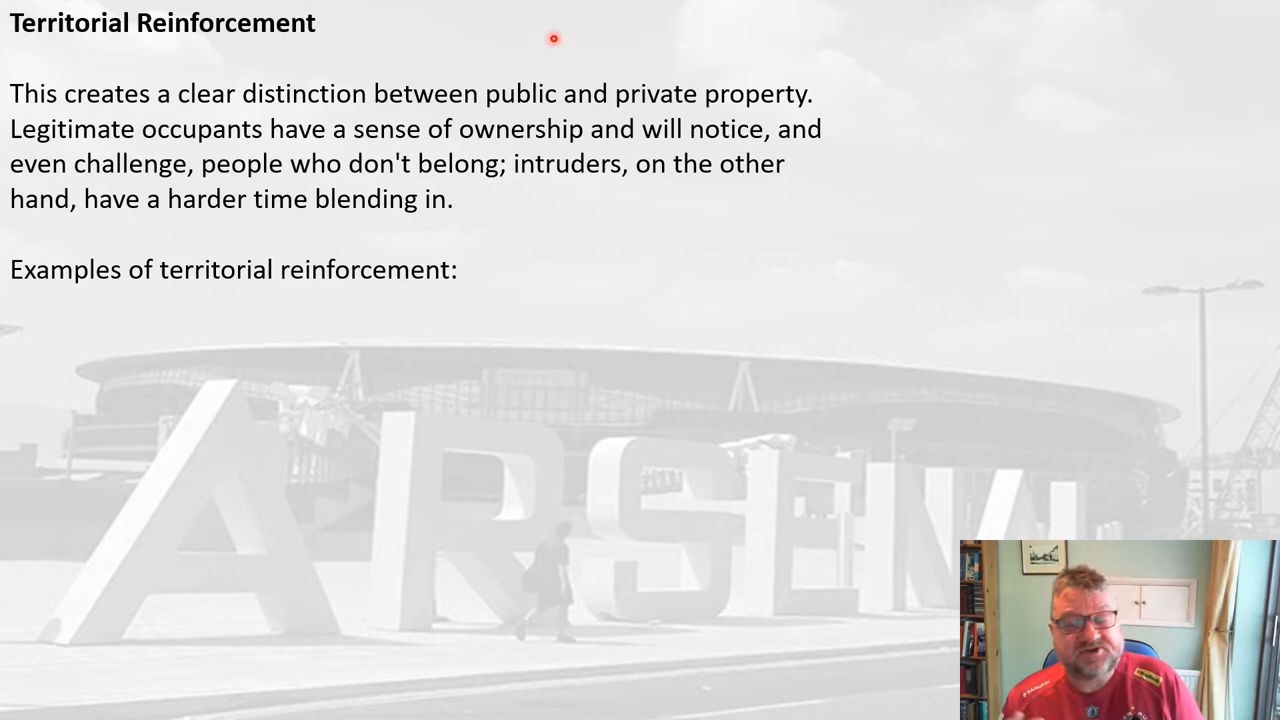 Territorial Reinforcement
This creates a clear distinction between public and private property.
Legitimate occupants have a sense of ownership and will notice, and
even challenge, people who don't belong; intruders, on the other
hand, have a harder time blending in.
Examples of territorial reinforcement:
ARSENAL